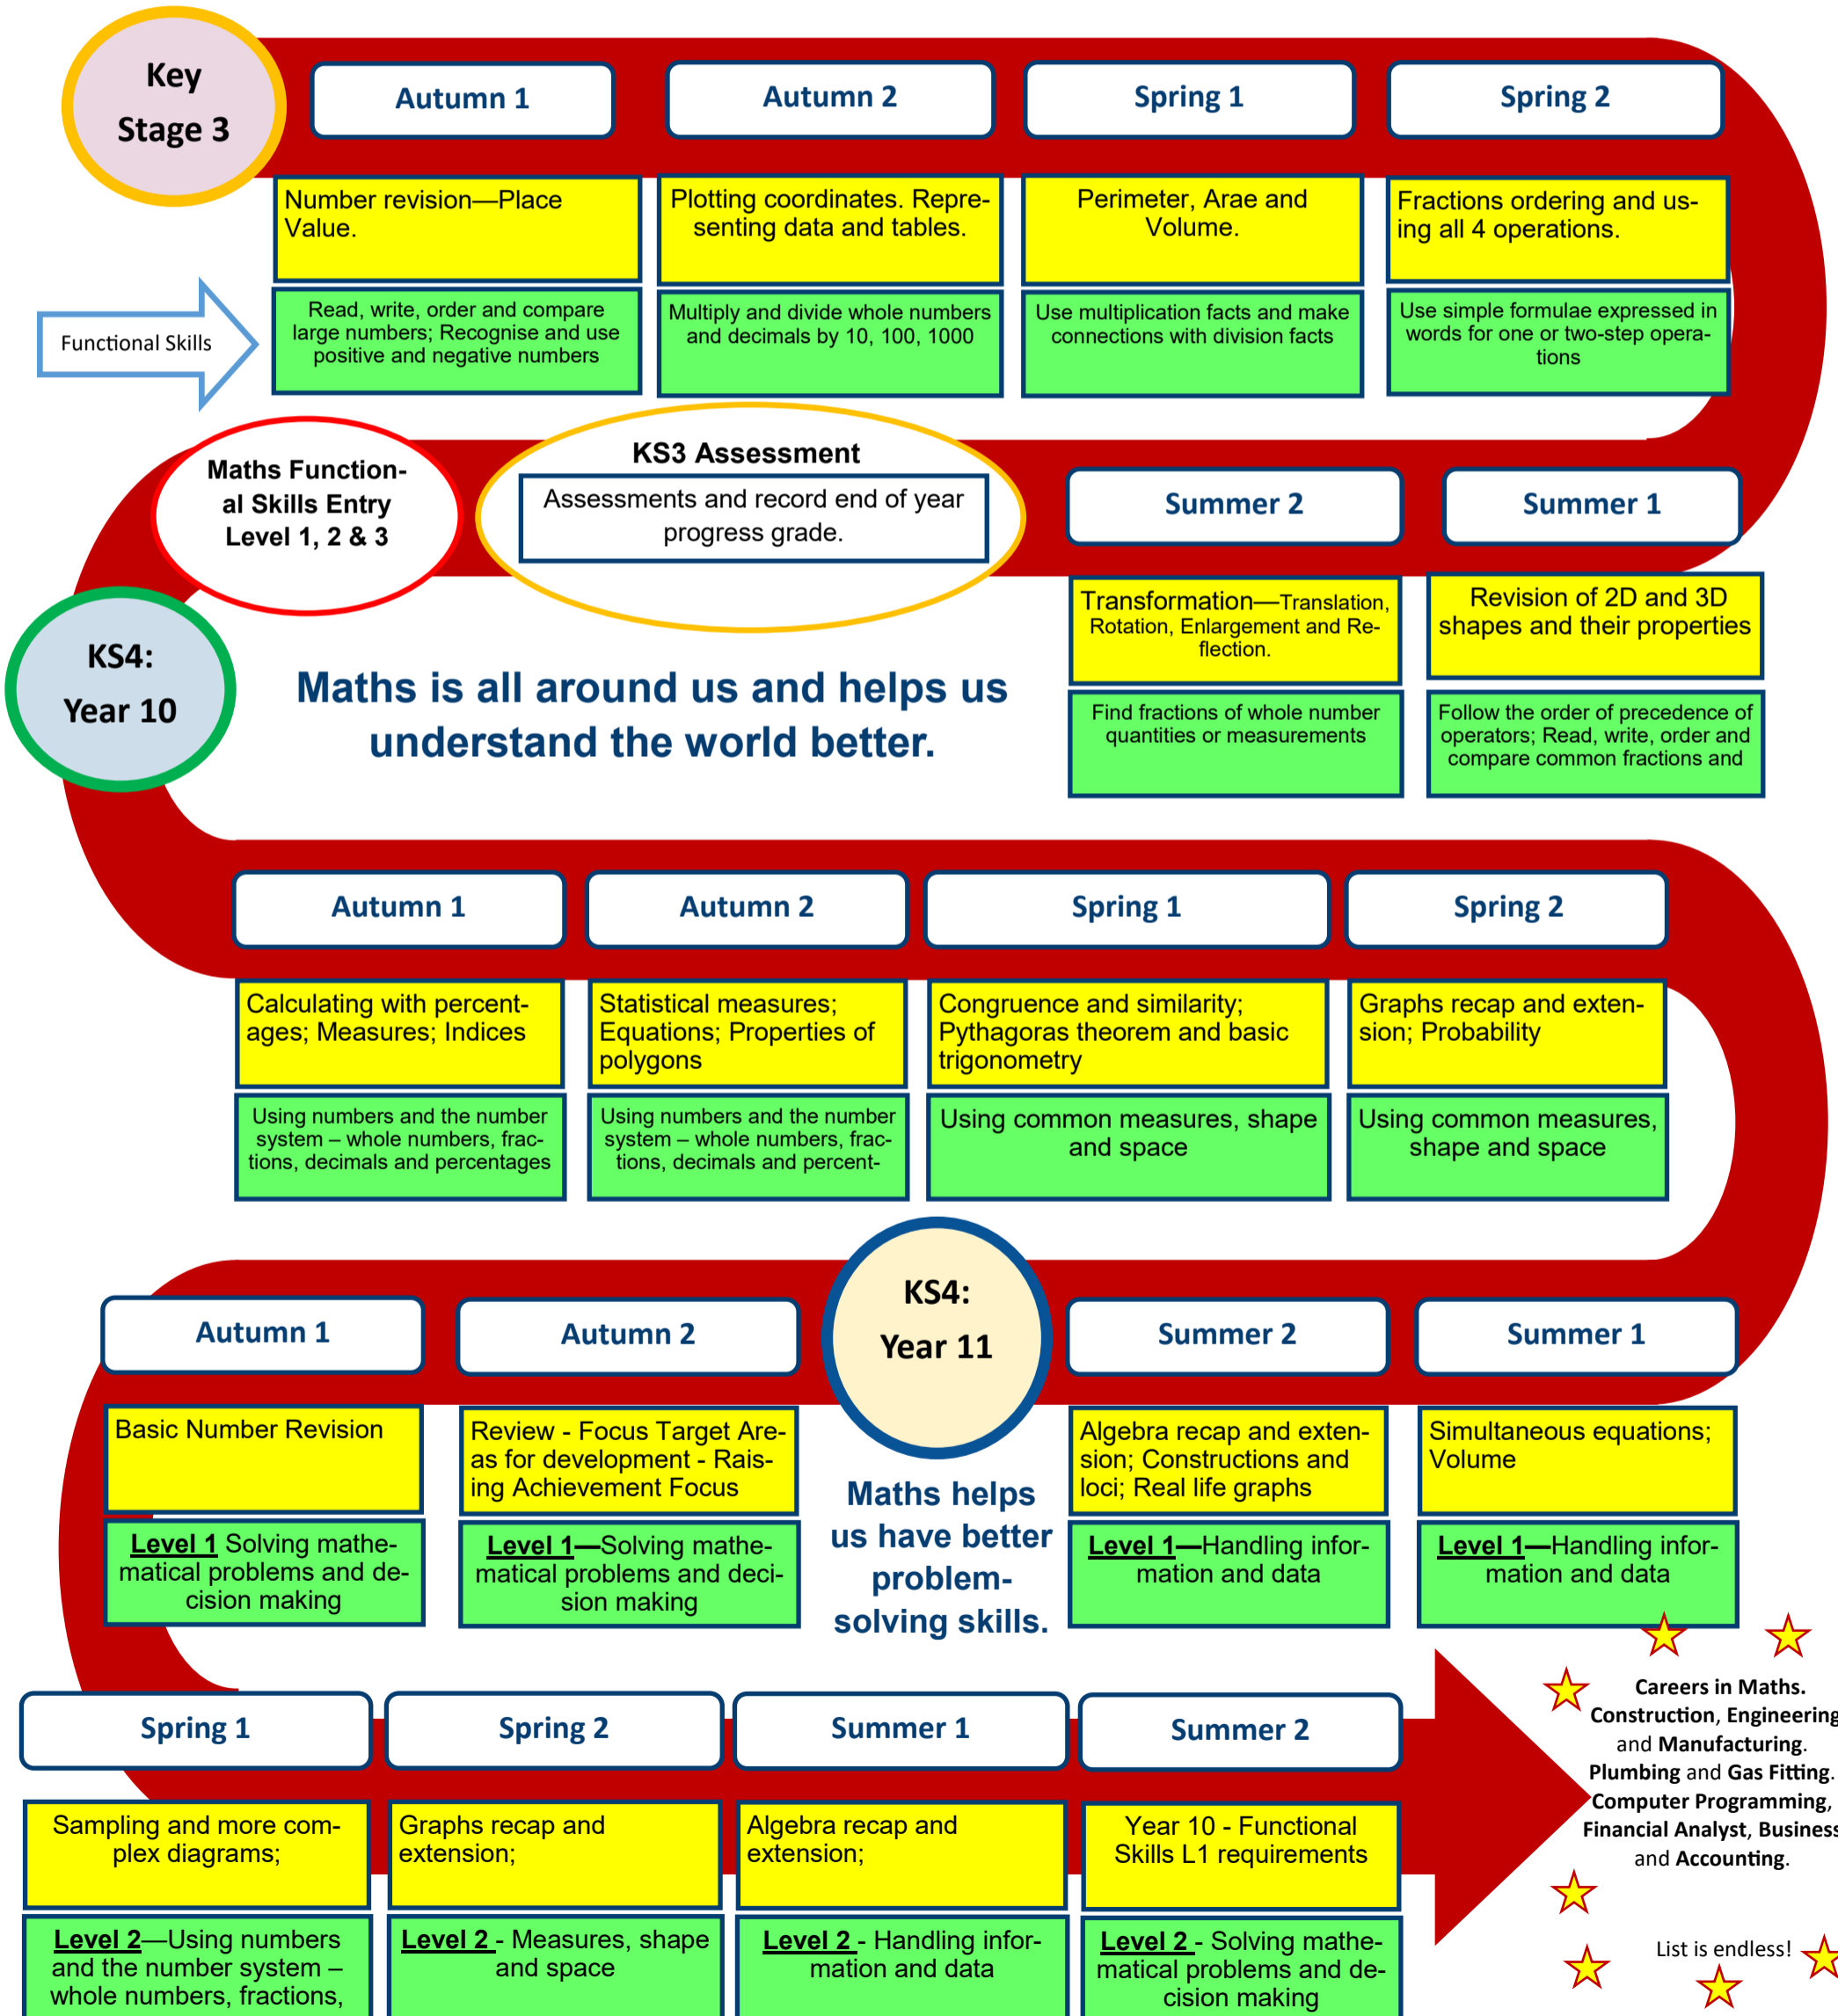 Key
Stage 3
Autumn 1
Autumn 2
Spring 1
Spring 2
Number revision—Place
Value.
Plotting coordinates. Repre-
senting data and tables.
Perimeter, Arae and
Volume.
Fractions ordering and us-
ing all 4 operations.
Functional Skills
Read, write, order and compare
large numbers; Recognise and use
positive and negative numbers
Multiply and divide whole numbers
and decimals by 10, 100, 1000
Use multiplication facts and make
connections with division facts
Use simple formulae expressed in
words for one or two-step opera-
tions
Summer 1
Summer 2
KS3 Assessment
Assessments and record end of year
progress grade.
Maths Function-
al Skills Entry
Level 1, 2 & 3
Revision of 2D and 3D
shapes and their properties
Transformation—Translation,
Rotation, Enlargement and Re-
flection.
Follow the order of precedence of
operators; Read, write, order and
compare common fractions and
Find fractions of whole number
quantities or measurements
Maths is all around us and helps us
understand the world better.
KS4:
Year 10
Autumn 1
Autumn 2
Spring 1
Spring 2
Calculating with percent-
ages; Measures; Indices
Statistical measures;
Equations; Properties of
polygons
Congruence and similarity;
Pythagoras theorem and basic
trigonometry
Graphs recap and exten-
sion; Probability
Using numbers and the number
system – whole numbers, frac-
tions, decimals and percentages
Using numbers and the number
system – whole numbers, frac-
tions, decimals and percent-
Using common measures, shape
and space
Using common measures,
shape and space
Summer 1
Summer 2
Simultaneous equations;
Volume
Algebra recap and exten-
sion; Constructions and
loci; Real life graphs
Level 1—Handling infor-
mation and data
Level 1—Handling infor-
mation and data
KS4:
Year 11
Maths helps
us have better
problem-
solving skills.
Autumn 1
Autumn 2
Basic Number Revision
Review - Focus Target Are-
as for development - Rais-
ing Achievement Focus
Level 1 Solving mathe-
matical problems and de-
cision making
Level 1—Solving mathe-
matical problems and deci-
sion making
Spring 1
Spring 2
Summer 1
Summer 2
Sampling and more com-
plex diagrams;
Graphs recap and
extension;
Algebra recap and
extension;
Year 10 - Functional
Skills L1 requirements
Level 2—Using numbers
and the number system –
whole numbers, fractions,
Level 2 - Measures, shape
and space
Level 2 - Handling infor-
mation and data
Level 2 - Solving mathe-
matical problems and de-
cision making
Careers in Maths.
Construction, Engineering
and Manufacturing.
Plumbing and Gas Fitting.
Computer Programming,
Financial Analyst, Business
and Accounting.
List is endless!